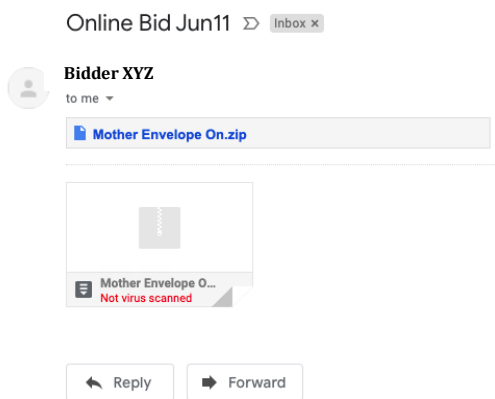 Online Bid Jun11 Inbox ×
Bidder XYZ
to me
Mother Envelope On.zip
Mother Envelope O...
Not virus scanned
Reply Forward